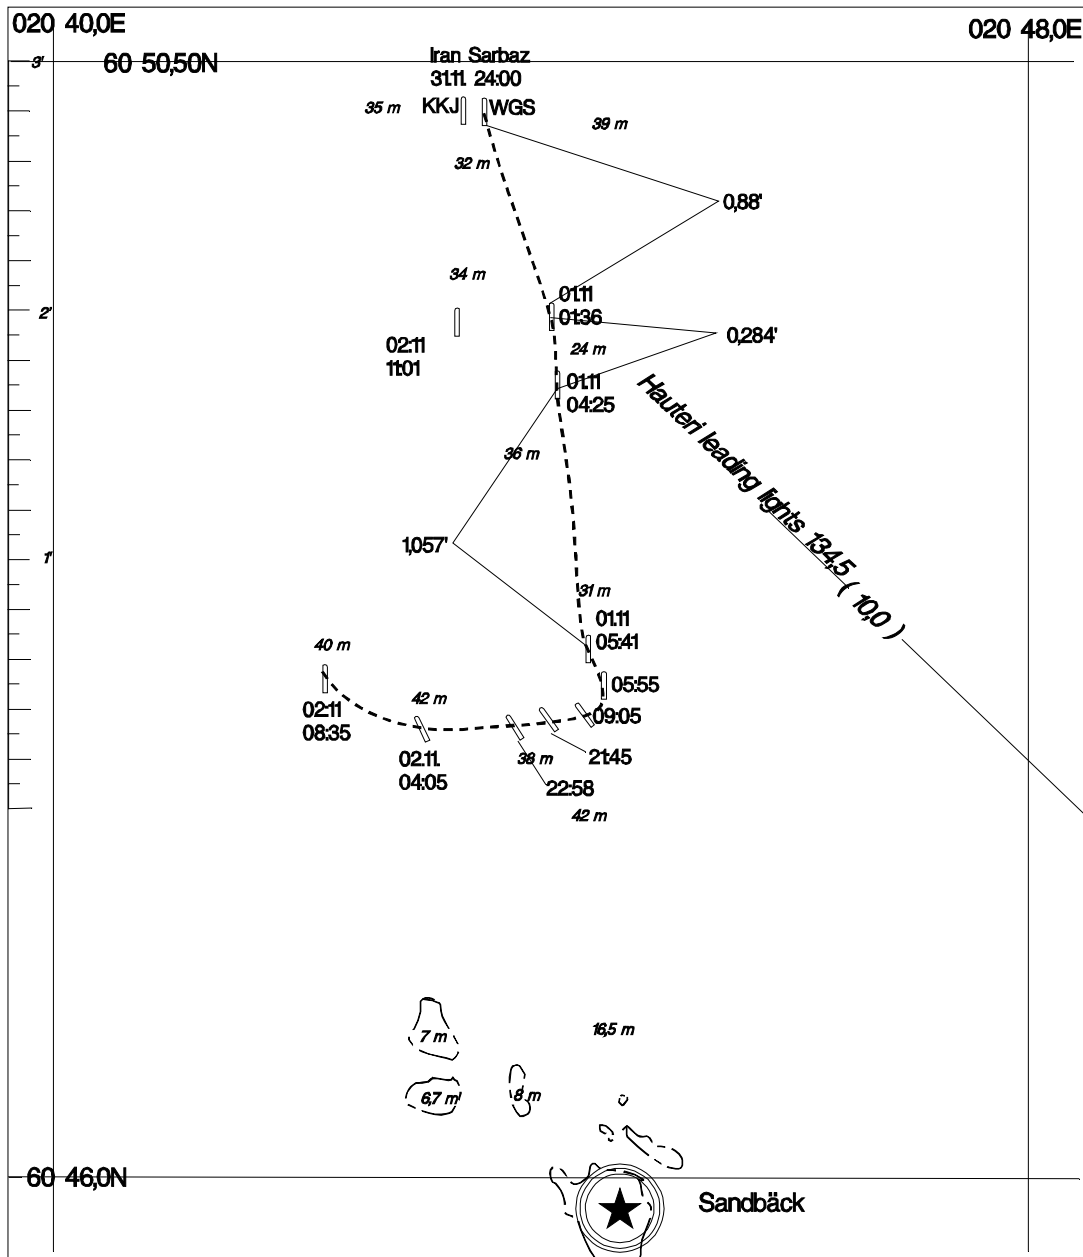 020 40,0E
020 48,0E
3'
60 50,50N
Iran Sarbaz
31.11. 24:00
35 m
KKJ
WGS
39 m
32 m
0,88'
34 m
01.11
01:36
2'
0,284'
02:11
11:01
24 m
01.11
04:25
Hauteri leading lights 134,5 ( 10,0 )
36 m
1,057'
1'
31 m
01.11
05:41
40 m
05:55
42 m
02:11
08:35
09:05
02.11.
04:05
38 m
21:45
22:58
42 m
7 m
16,5 m
6,7 m
8 m
60 46,0N
Sandbäck